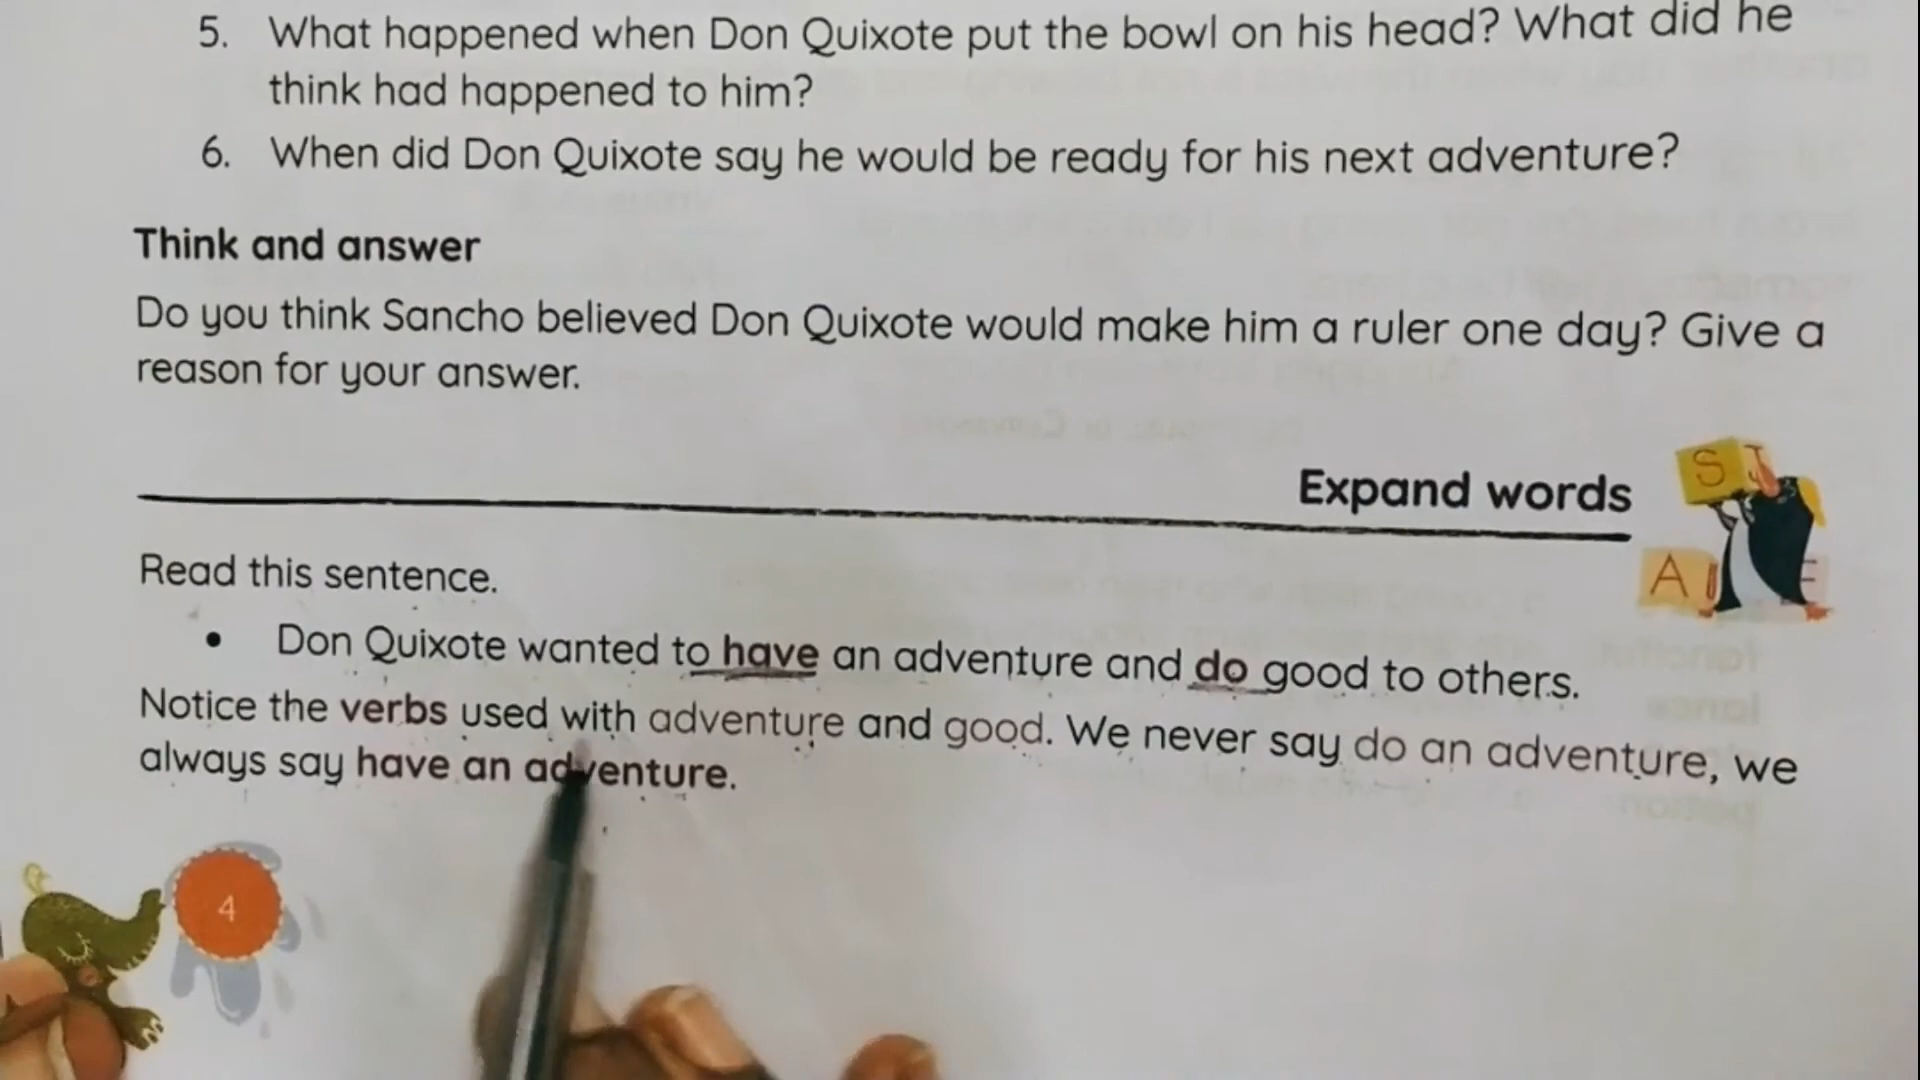 5. What happened when Don Quixote put the bowl on his head? What did he
think had happened to him?
6. When did Don Quixote say he would be ready for his next adventure?
Think and answer
Do you think Sancho believed Don Quixote would make him a ruler one day? Give a
reason for your answer.
Expand words
S
A
E
Read this sentence.
• Don Quixote wanted to have an adventure and do good to others.
Notice the verbs used with adventure and good. We never say do an adventure, we
always say have an adventure.
4